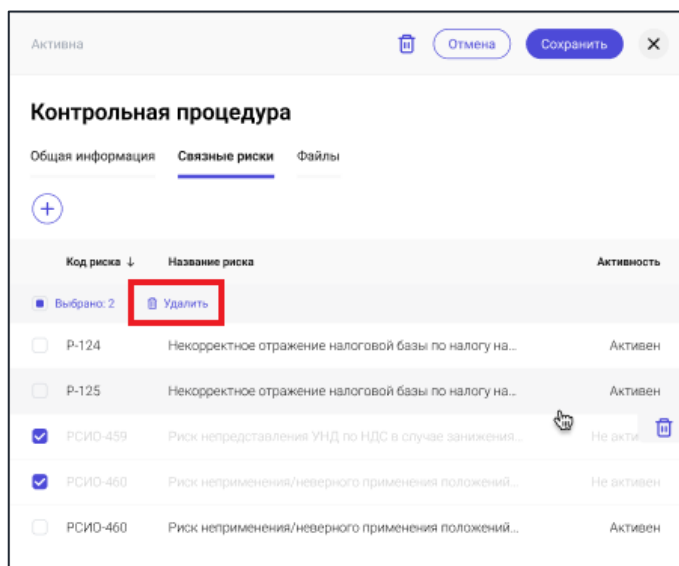 Активна Отмена Сохранить
Контрольная процедура
Общая информация Связные риски Файлы
Код риска ↓ Название риска Активность
Выбрано: 2 Удалить
Р-124 Некорректное отражение налоговой базы по налогу на... Активен
Р-125 Некорректное отражение налоговой базы по налогу на... Активен
РСИО-459 Риск непредставления УНД по НДС в случае занижения... Не акти
РСИО-460 Риск неприменения/неверного применения положений... Не активен
РСИО-460 Риск неприменения/неверного применения положений... Активен